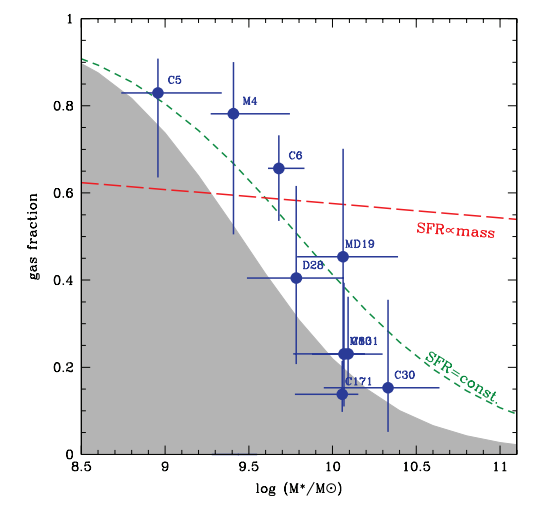 1
0.8
0.6
0.4
0.2
0
gas fraction
8.5 9 9.5 10 10.5 11
log (M*/M⊙)
C5
M4
C6
MD19
D28
C171
C30
SFR∝mass
SFR=const.